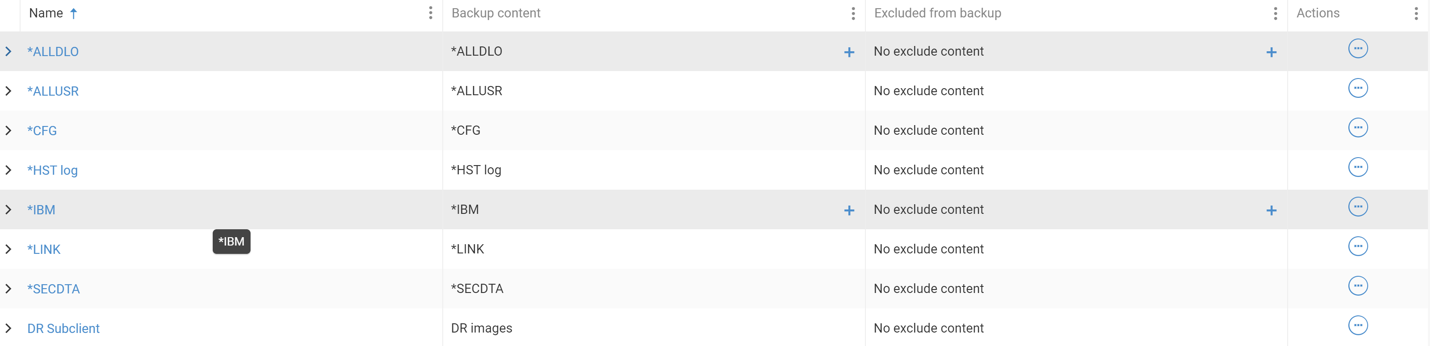 Name ↑ Backup content Excluded from backup Actions
*ALLDLO *ALLDLO + No exclude content +
*ALLUSR *ALLUSR No exclude content
*CFG *CFG No exclude content
*HST log *HST log No exclude content
*IBM *IBM + No exclude content +
*IBM
*LINK *LINK No exclude content
*SECDTA *SECDTA No exclude content
DR Subclient DR images No exclude content